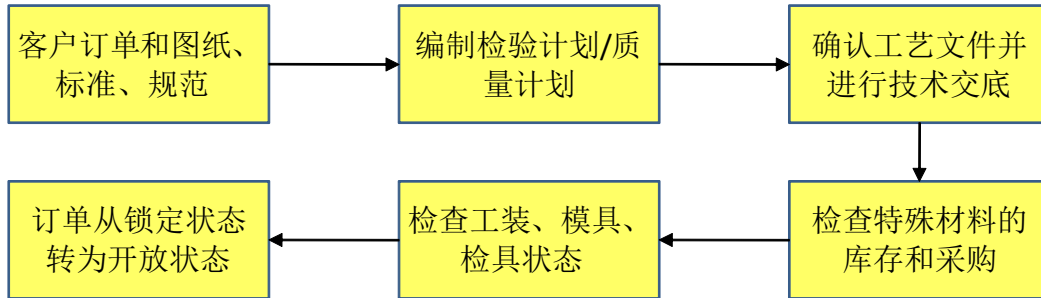 客户订单和图纸、
标准、规范
编制检验计划/质
量计划
确认工艺文件并
进行技术交底
检查特殊材料的
库存和采购
检查工装、模具、
检具状态
订单从锁定状态
转为开放状态